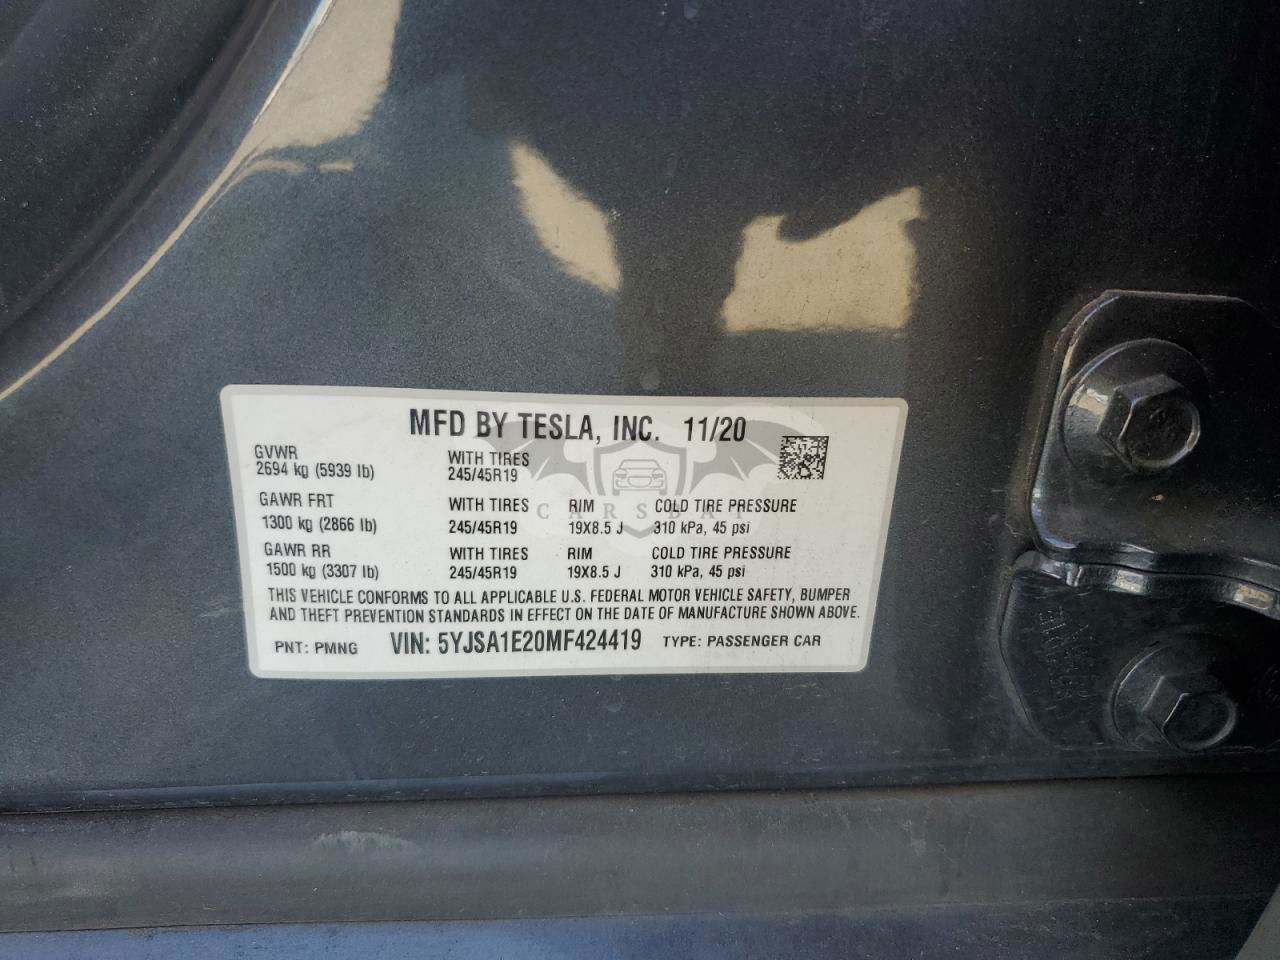 MFD BY TESLA, INC. 11/20
GVWR
2694 kg (5939 lb)
WITH TIRES
245/45R19
GAWR FRT
1300 kg (2866 lb)
WITH TIRES
245/45R19
RIM
19X8.5 J
COLD TIRE PRESSURE
310 kPa, 45 psi
GAWR RR
1500 kg (3307 lb)
WITH TIRES
245/45R19
RIM
19X8.5 J
COLD TIRE PRESSURE
310 kPa, 45 psi
THIS VEHICLE CONFORMS TO ALL APPLICABLE U.S. FEDERAL MOTOR VEHICLE SAFETY, BUMPER
AND THEFT PREVENTION STANDARDS IN EFFECT ON THE DATE OF MANUFACTURE SHOWN ABOVE.
PNT: PMNG VIN: 5YJSA1E20MF424419 TYPE: PASSENGER CAR
CARSBAT